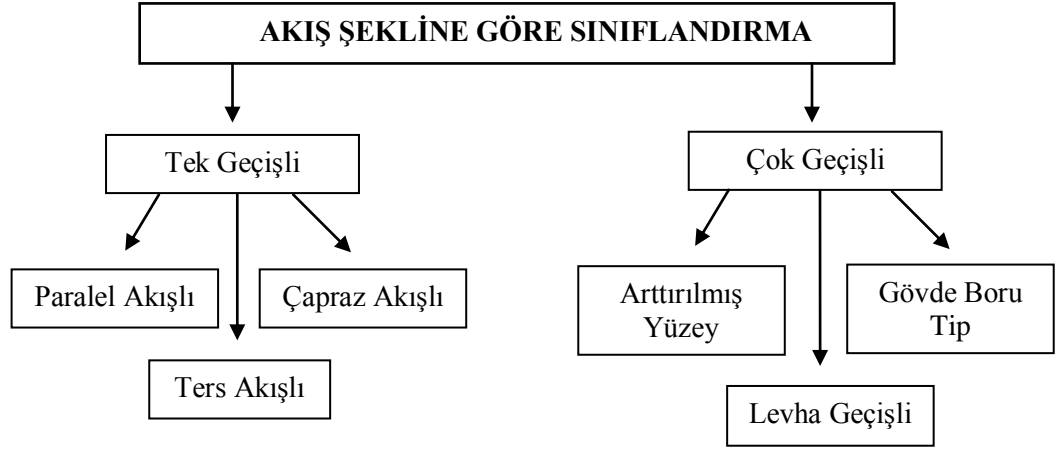 AKIŞ ŞEKLİNE GÖRE SINIFLANDIRMA
Tek Geçişli
Çok Geçişli
Paralel Akışlı
Çapraz Akışlı
Ters Akışlı
Arttırılmış
Yüzey
Gövde Boru
Tip
Levha Geçişli